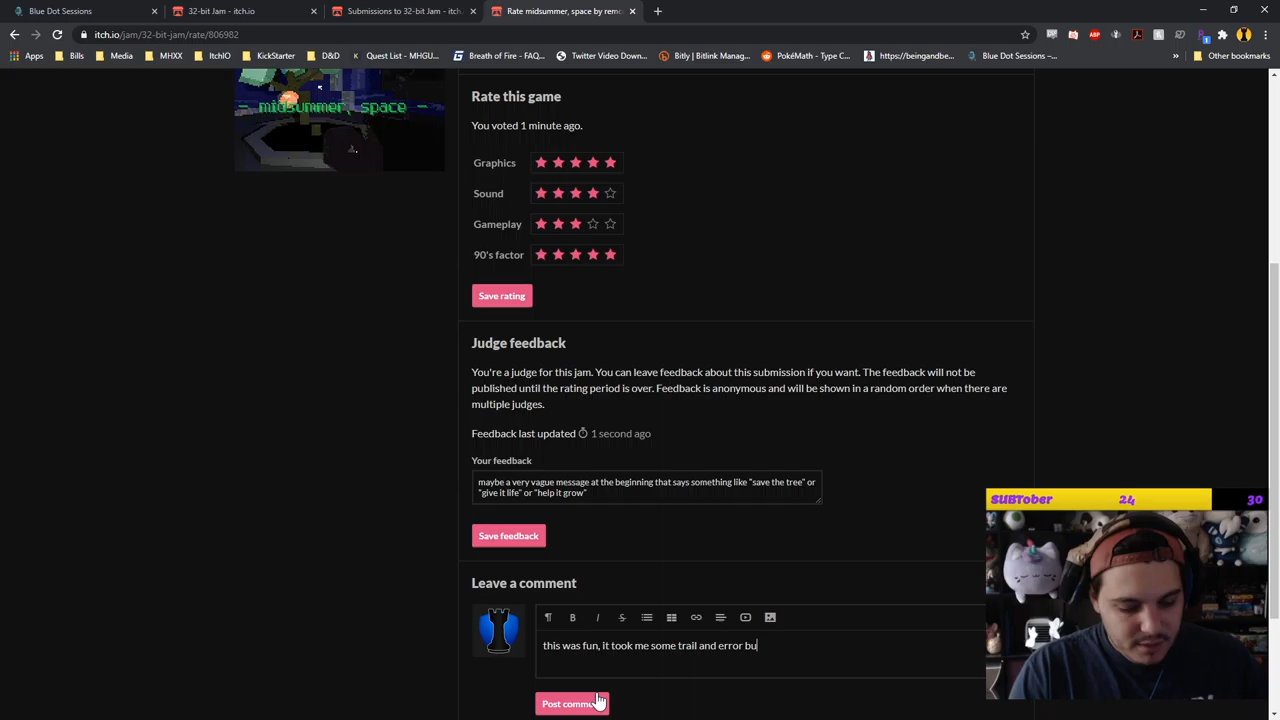 Blue Dot Sessions
32-bit Jam - itch.io
Submissions to 32-bit Jam - itch.
Rate midsummer, space by remo
itch.io/jam/32-bit-jam/rate/806982
Apps Bills Media MHXX ItchIO KickStarter D&D Quest List - MHGU... Breath of Fire - FAQ... Twitter Video Down... Bitly | Bitlink Manag... PokéMath - Type C... https://beingandbe... Blue Dot Sessions —... » Other bookmarks
- midsummer, space -
Rate this game
You voted 1 minute ago.
Graphics
Sound
Gameplay
90's factor
Save rating
Judge feedback
You're a judge for this jam. You can leave feedback about this submission if you want. The feedback will not be
published until the rating period is over. Feedback is anonymous and will be shown in a random order when there are
multiple judges.
Feedback last updated 1 second ago
Your feedback
maybe a very vague message at the beginning that says something like "save the tree" or
"give it life" or "help it grow"
Save feedback
SUBTober 24 30
Leave a comment
this was fun, it took me some trail and error bu
Post comm